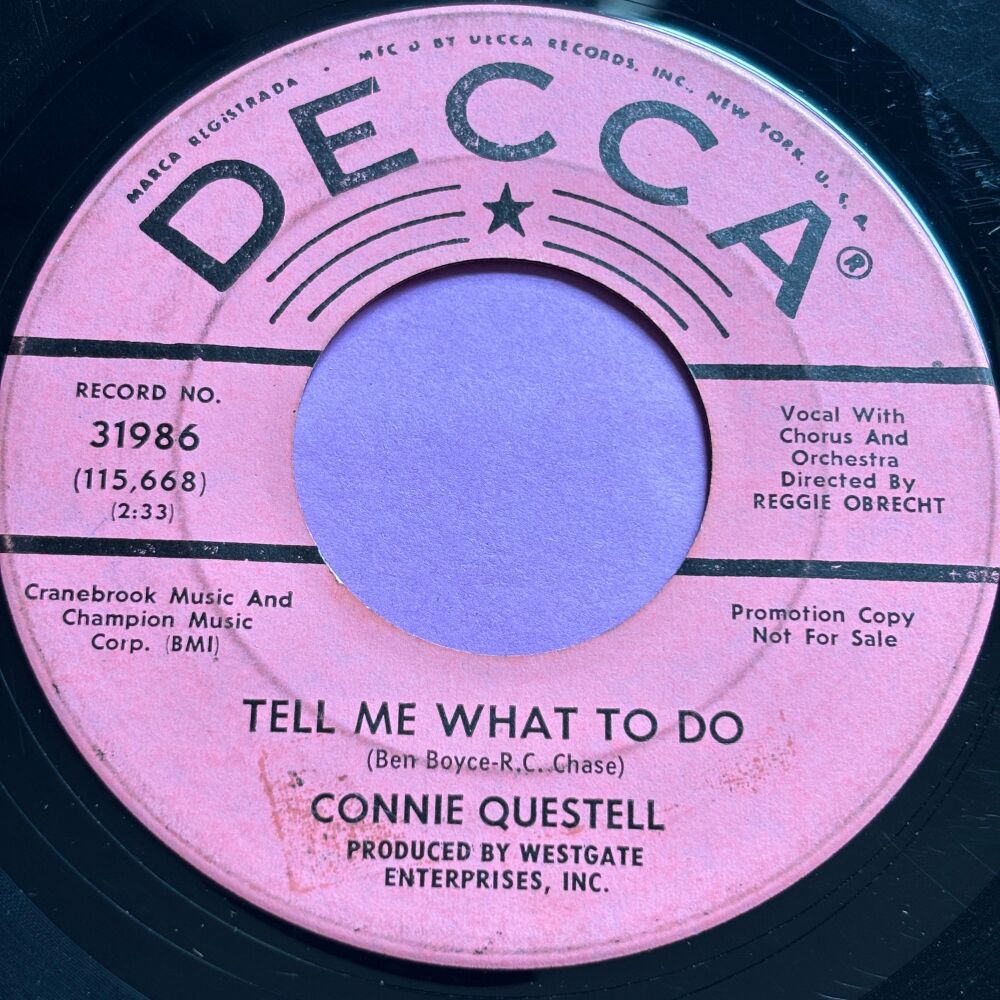 MARCA REGISTRADA • MFC'D BY DECCA RECORDS, INC., NEW YORK, U. S. A.
DECCA®
RECORD NO.
31986
(115,668)
(2:33)
Vocal With
Chorus And
Orchestra
Directed By
REGGIE OBRECHT
Cranebrook Music And
Champion Music
Corp. (BMI)
Promotion Copy
Not For Sale
TELL ME WHAT TO DO
(Ben Boyce-R.C. Chase)
CONNIE QUESTELL
PRODUCED BY WESTGATE
ENTERPRISES, INC.